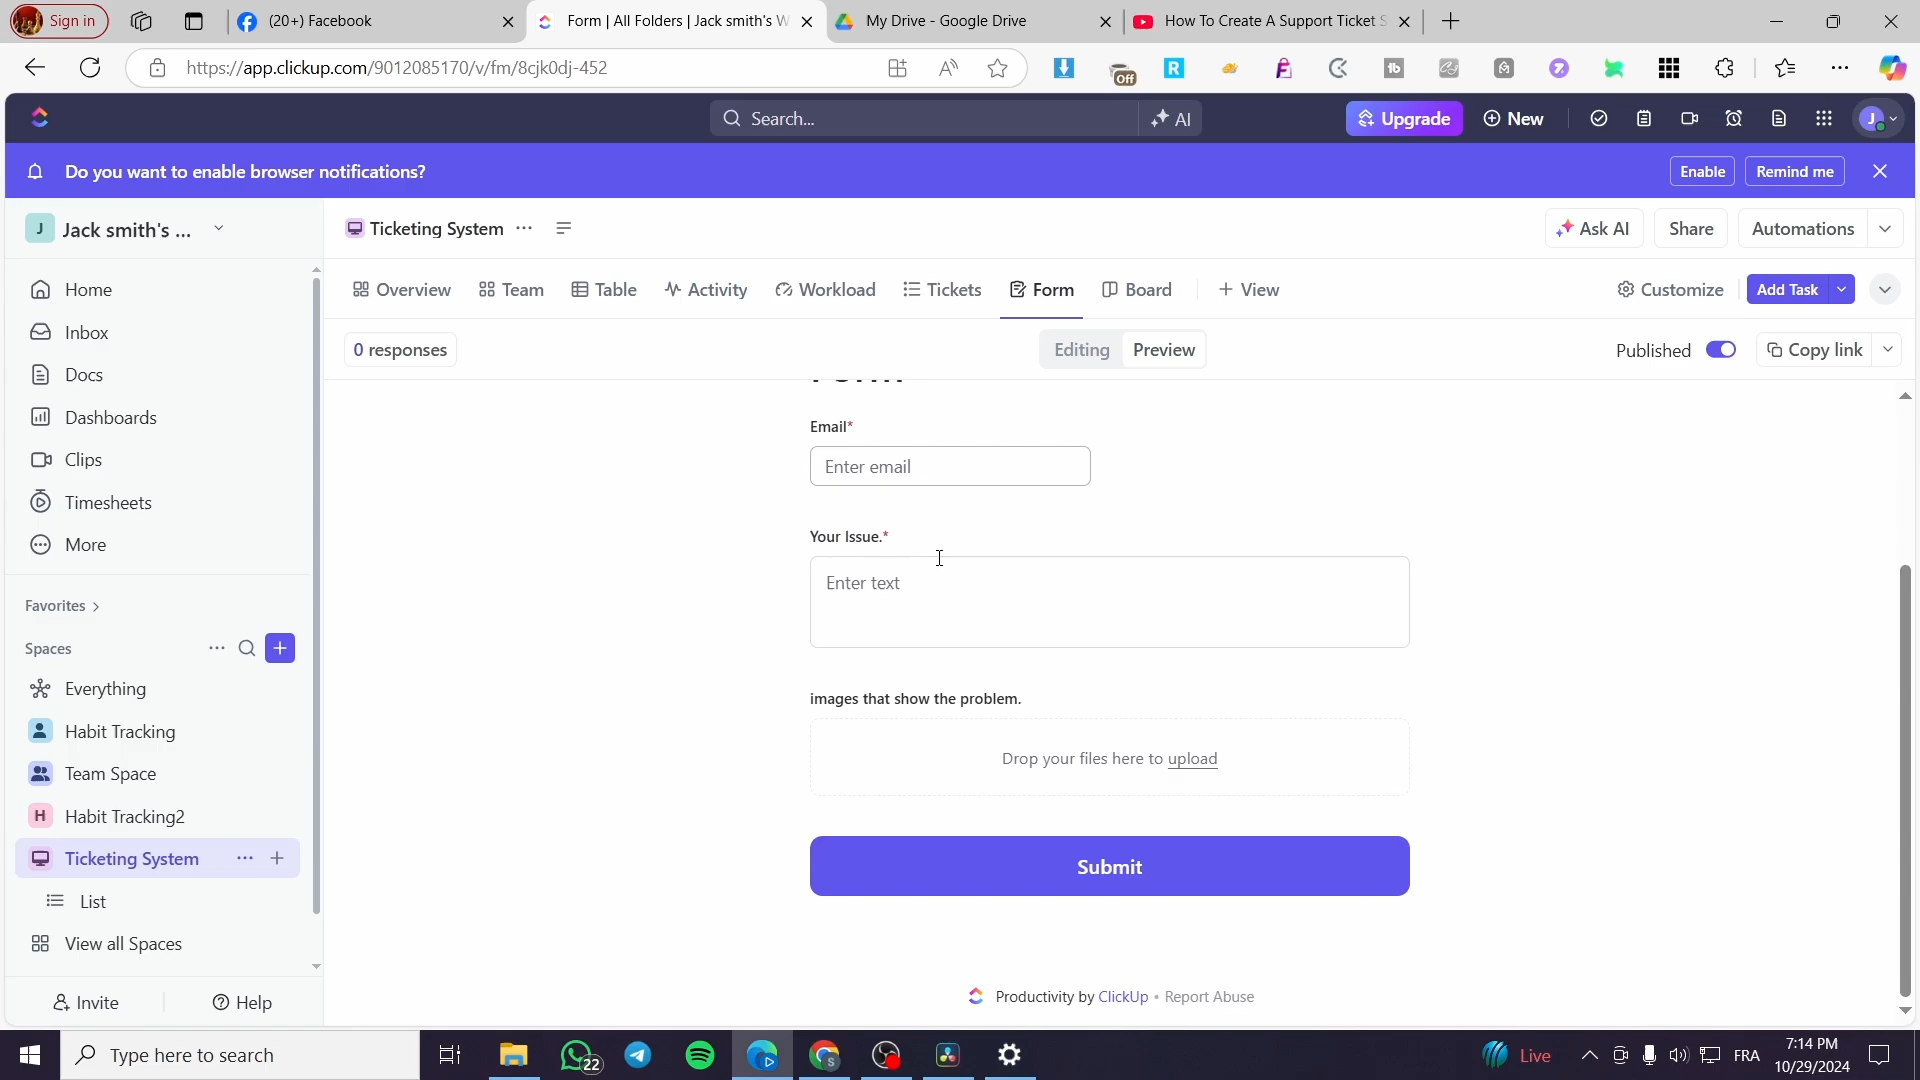 Sign in
(20+) Facebook
Form | All Folders | Jack smith's W
My Drive - Google Drive
How To Create A Support Ticket S
https://app.clickup.com/9012085170/v/fm/8cjk0dj-452
Off
Search...
AI
Upgrade
New
J
Do you want to enable browser notifications?
Enable
Remind me
J
Jack smith's ...
Ticketing System
Ask AI
Share
Automations
Home
Inbox
Docs
Dashboards
Clips
Timesheets
More
Favorites
Spaces
Everything
Habit Tracking
Team Space
H
Habit Tracking2
Ticketing System
List
View all Spaces
Invite
Help
Overview
Team
Table
Activity
Workload
Tickets
Form
Board
View
Customize
Add Task
0 responses
Editing
Preview
Published
Copy link
Email*
Enter email
Your Issue.*
Enter text
images that show the problem.
Drop your files here to upload
Submit
Productivity by ClickUp • Report Abuse
Type here to search
22
Live
FRA
7:14 PM
10/29/2024